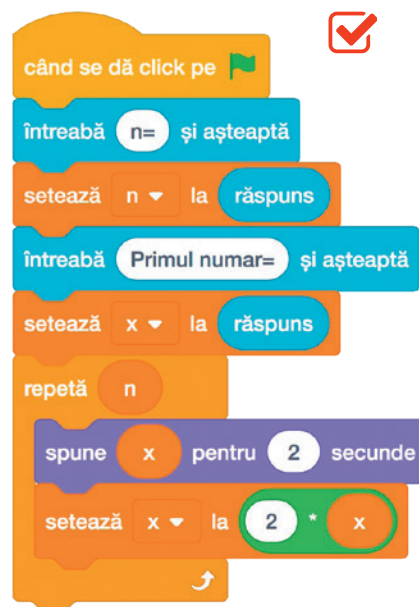 când se dă click pe
întreabă n= și așteaptă
setează n la răspuns
întreabă Primul numar= și așteaptă
setează x la răspuns
repetă n
spune x pentru 2 secunde
setează x la 2 * x